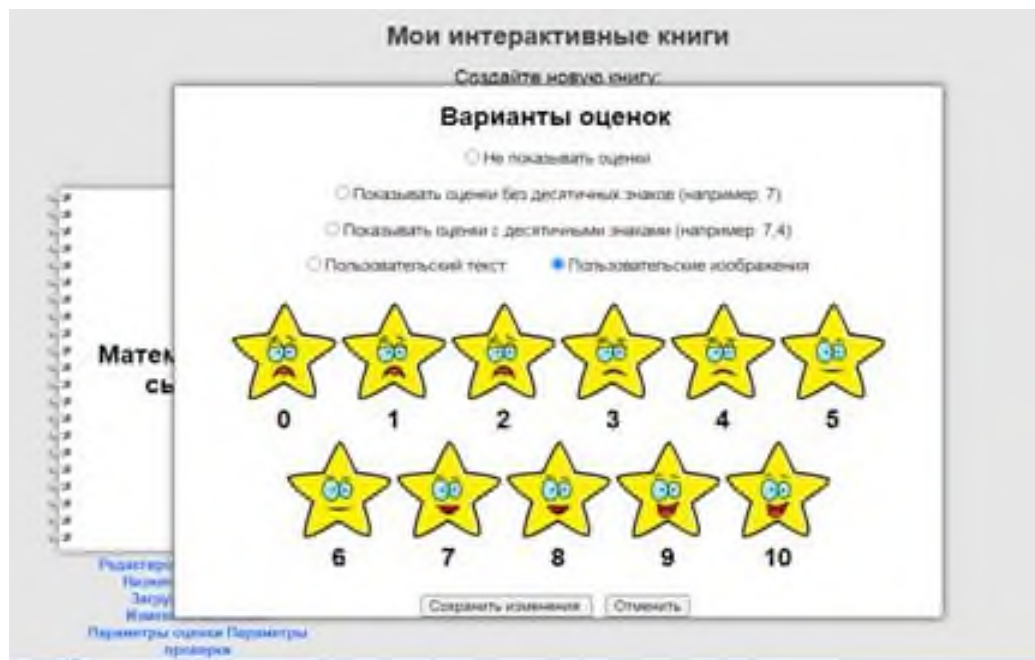 Мои интерактивные книги
Создайте новую книгу:
Варианты оценок
Не показывать оценки
Показывать оценки без десятичных знаков (например: 7)
Показывать оценки с десятичными знаками (например: 7,4)
Пользовательский текст Пользовательские изображения
Матем
сь
0 1 2 3 4 5
6 7 8 9 10
Сохранить изменения Отменить
Параметры оценки Параметры
проверки